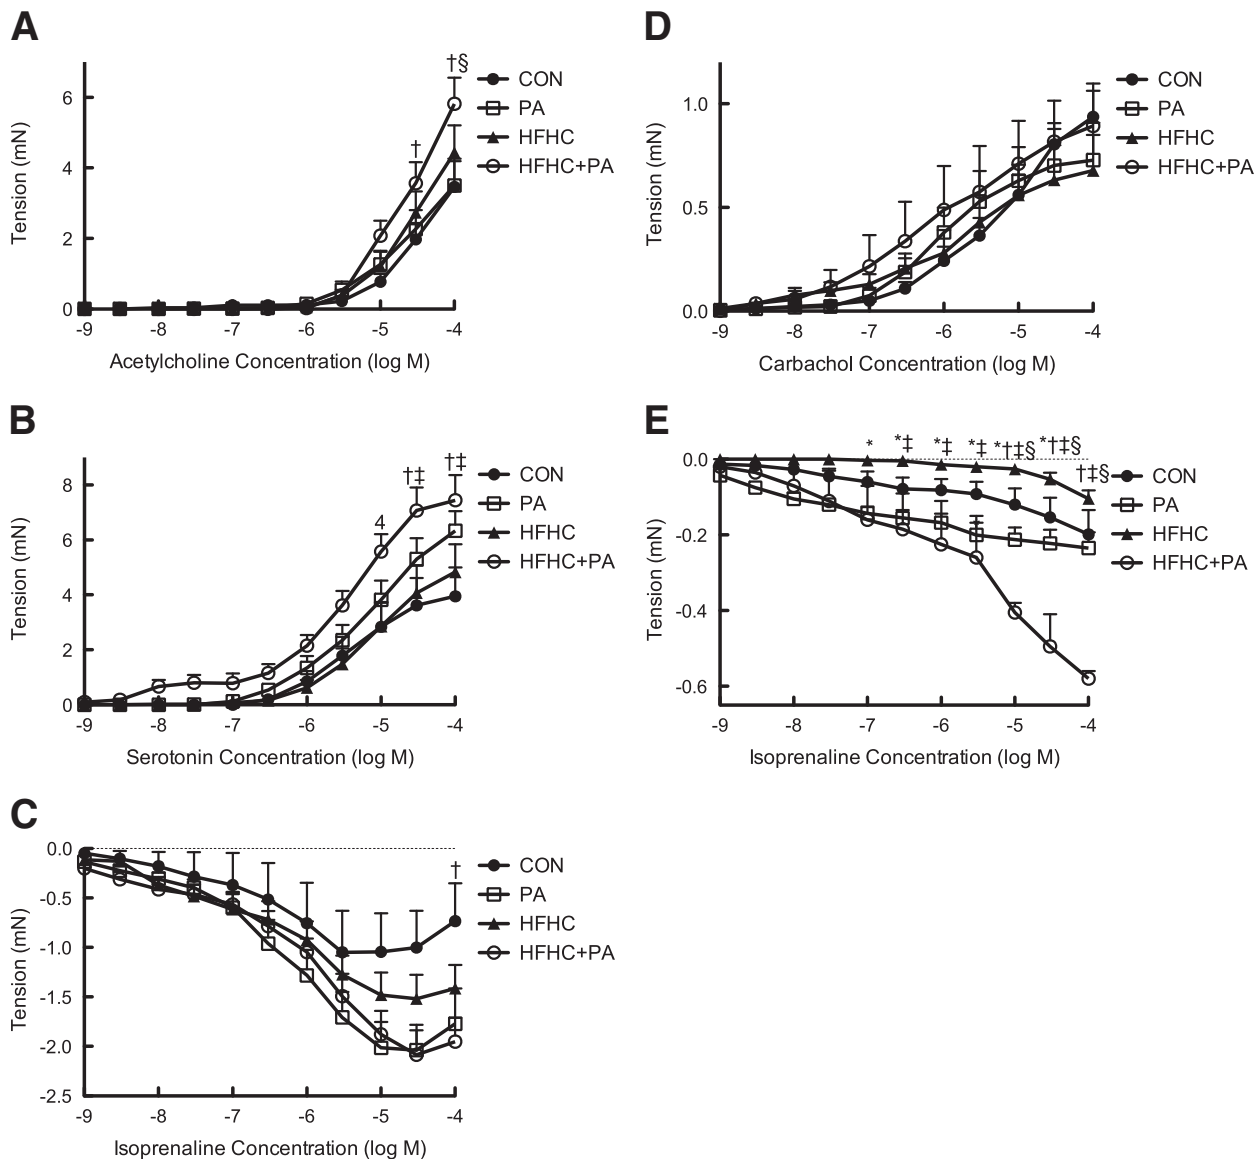 A
Tension (mN)
6
4
2
0
-9 -8 -7 -6 -5 -4
Acetylcholine Concentration (log M)
†
†§
CON
PA
HFHC
HFHC+PA
D
Tension (mN)
1.0
0.5
0.0
-9 -8 -7 -6 -5 -4
Carbachol Concentration (log M)
CON
PA
HFHC
HFHC+PA
B
Tension (mN)
8
6
4
2
0
-9 -8 -7 -6 -5 -4
Serotonin Concentration (log M)
4
†‡
†‡
CON
PA
HFHC
HFHC+PA
E
Tension (mN)
0.0
-0.2
-0.4
-0.6
-9 -8 -7 -6 -5 -4
Isoprenaline Concentration (log M)
* *‡ *‡ *‡ *†‡§ *†‡§
†‡§
CON
PA
HFHC
HFHC+PA
C
Tension (mN)
0.0
-0.5
-1.0
-1.5
-2.0
-2.5
-9 -8 -7 -6 -5 -4
Isoprenaline Concentration (log M)
†
CON
PA
HFHC
HFHC+PA